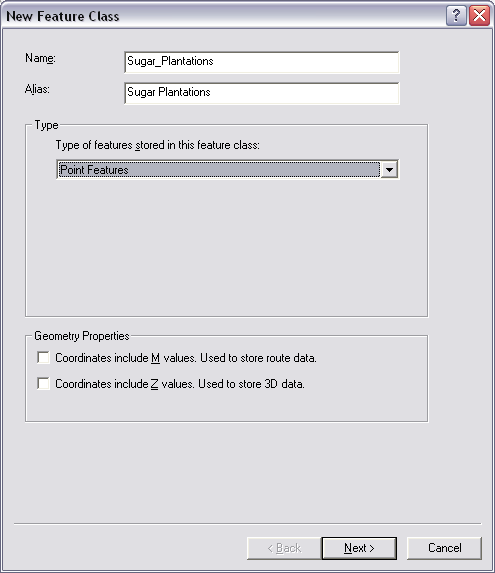 New Feature Class
Name: Sugar_Plantations
Alias: Sugar Plantations
Type
Type of features stored in this feature class:
Point Features
Geometry Properties
Coordinates include M values. Used to store route data.
Coordinates include Z values. Used to store 3D data.
< Back Next > Cancel